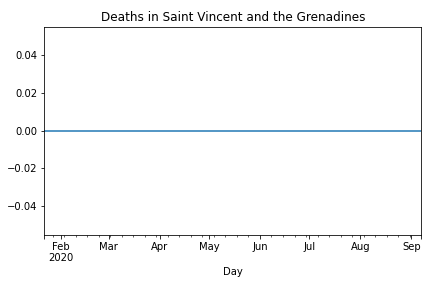 Deaths in Saint Vincent and the Grenadines
0.04
0.02
0.00
−0.02
−0.04
Feb Mar Apr May Jun Jul Aug Sep
2020
Day